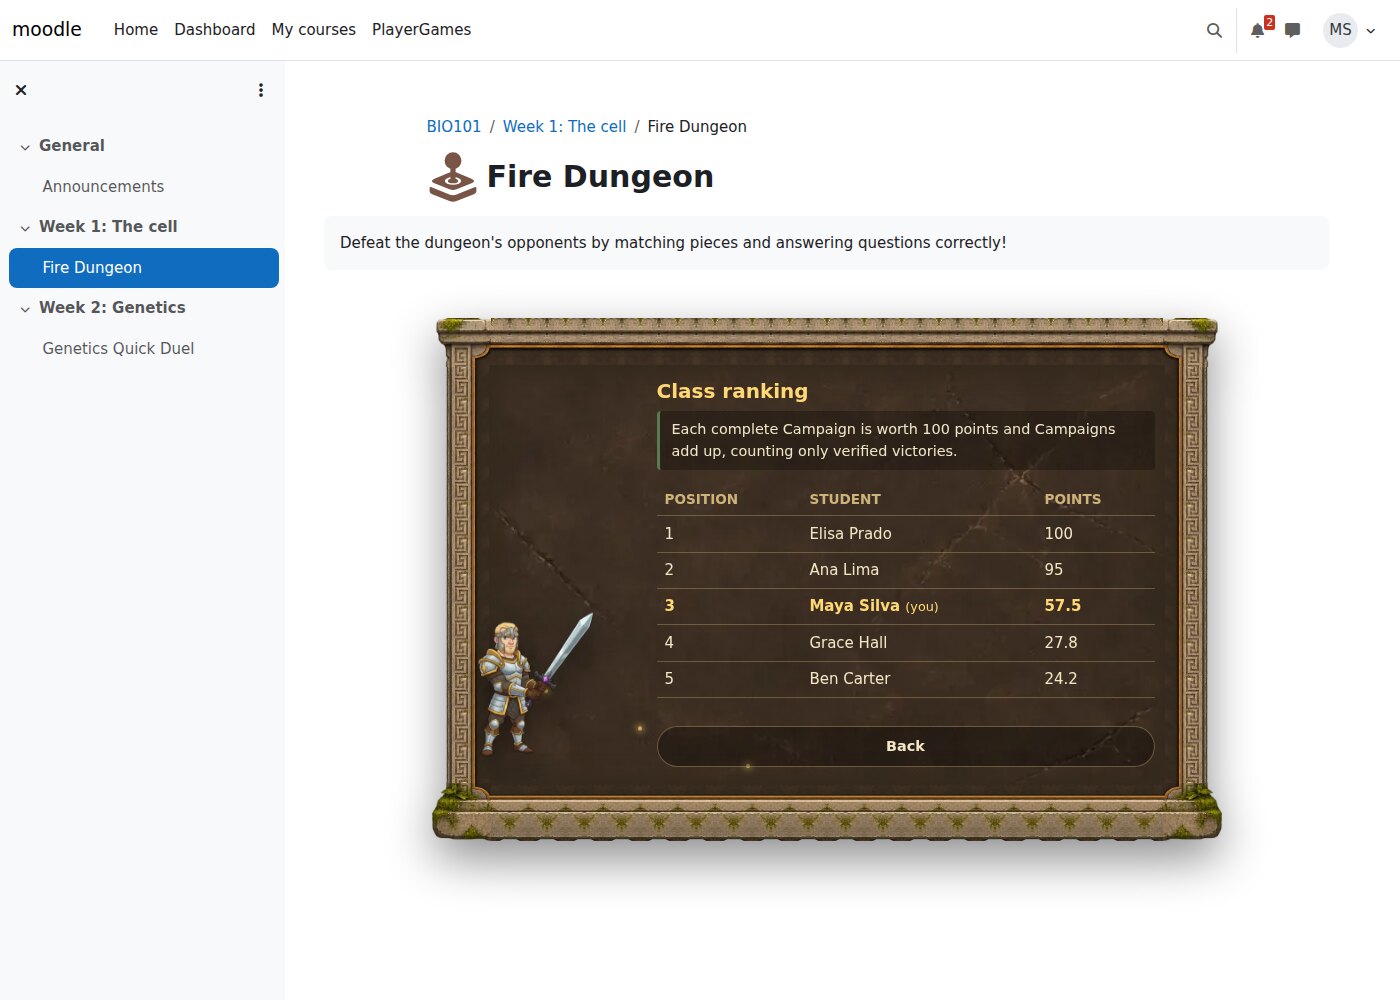 moodle Home Dashboard My courses PlayerGames 2 MS
General
Announcements
Week 1: The cell
Fire Dungeon
Week 2: Genetics
Genetics Quick Duel
BIO101 / Week 1: The cell / Fire Dungeon
Fire Dungeon
Defeat the dungeon's opponents by matching pieces and answering questions correctly!
Class ranking
Each complete Campaign is worth 100 points and Campaigns
add up, counting only verified victories.
POSITION STUDENT POINTS
1 Elisa Prado 100
2 Ana Lima 95
3 Maya Silva (you) 57.5
4 Grace Hall 27.8
5 Ben Carter 24.2
Back